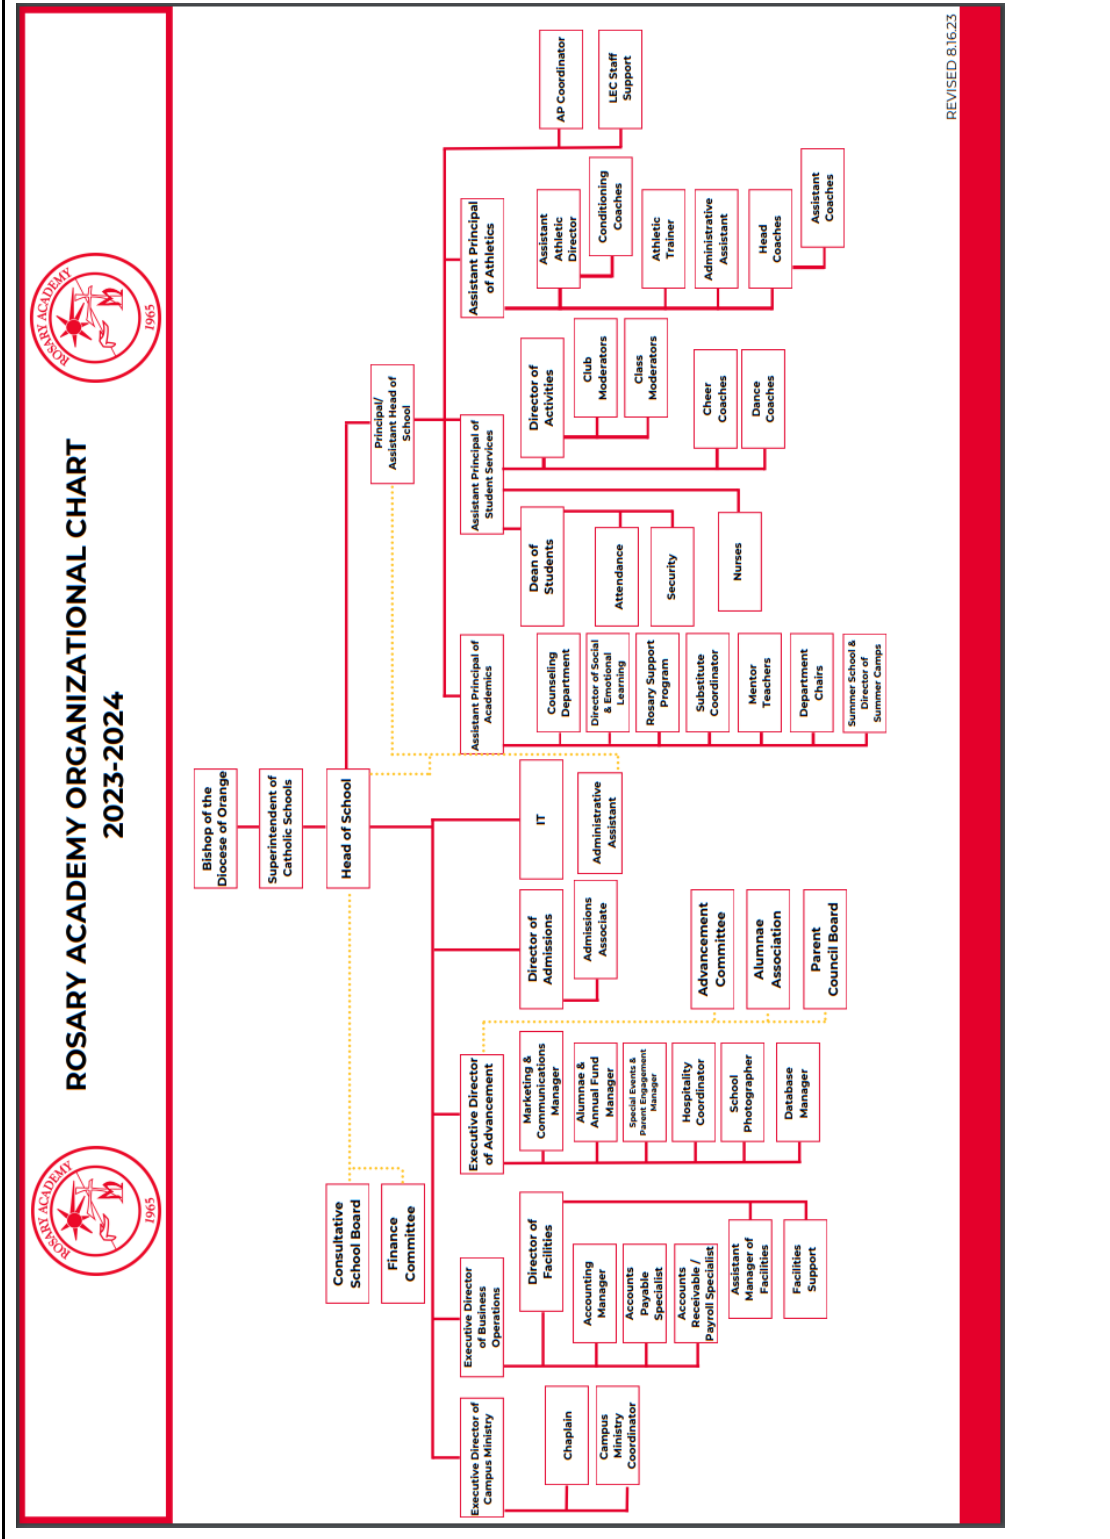 ROSARY ACADEMY ORGANIZATIONAL CHART
2023-2024
ROSARY ACADEMY
1965
ROSARY ACADEMY
1965
Bishop of the
Diocese of Orange
Superintendent of
Catholic Schools
Head of School
Consultative
School Board
Finance
Committee
Principal/
Assistant Head of
School
Executive Director of
Campus Ministry
Chaplain
Campus
Ministry
Coordinator
Executive Director
of Business
Operations
Director of
Facilities
Accounting
Manager
Accounts
Payable
Specialist
Accounts
Receivable /
Payroll Specialist
Assistant
Manager of
Facilities
Facilities
Support
Executive Director
of Advancement
Marketing &
Communications
Manager
Alumnae &
Annual Fund
Manager
Special Events &
Parent Engagement
Manager
Hospitality
Coordinator
School
Photographer
Database
Manager
Advancement
Committee
Alumnae
Association
Parent
Council Board
Director of
Admissions
Admissions
Associate
IT
Administrative
Assistant
Assistant Principal of
Academics
Counseling
Department
Director of Social
& Emotional
Learning
Rosary Support
Program
Substitute
Coordinator
Mentor
Teachers
Department
Chairs
Summer School &
Director of
Summer Camps
Assistant Principal of
Student Services
Dean of
Students
Attendance
Security
Nurses
Director of
Activities
Club
Moderators
Class
Moderators
Cheer
Coaches
Dance
Coaches
Assistant Principal
of Athletics
Assistant
Athletic
Director
Conditioning
Coaches
Athletic
Trainer
Administrative
Assistant
Head
Coaches
Assistant
Coaches
AP Coordinator
LEC Staff
Support
REVISED 8.16.23